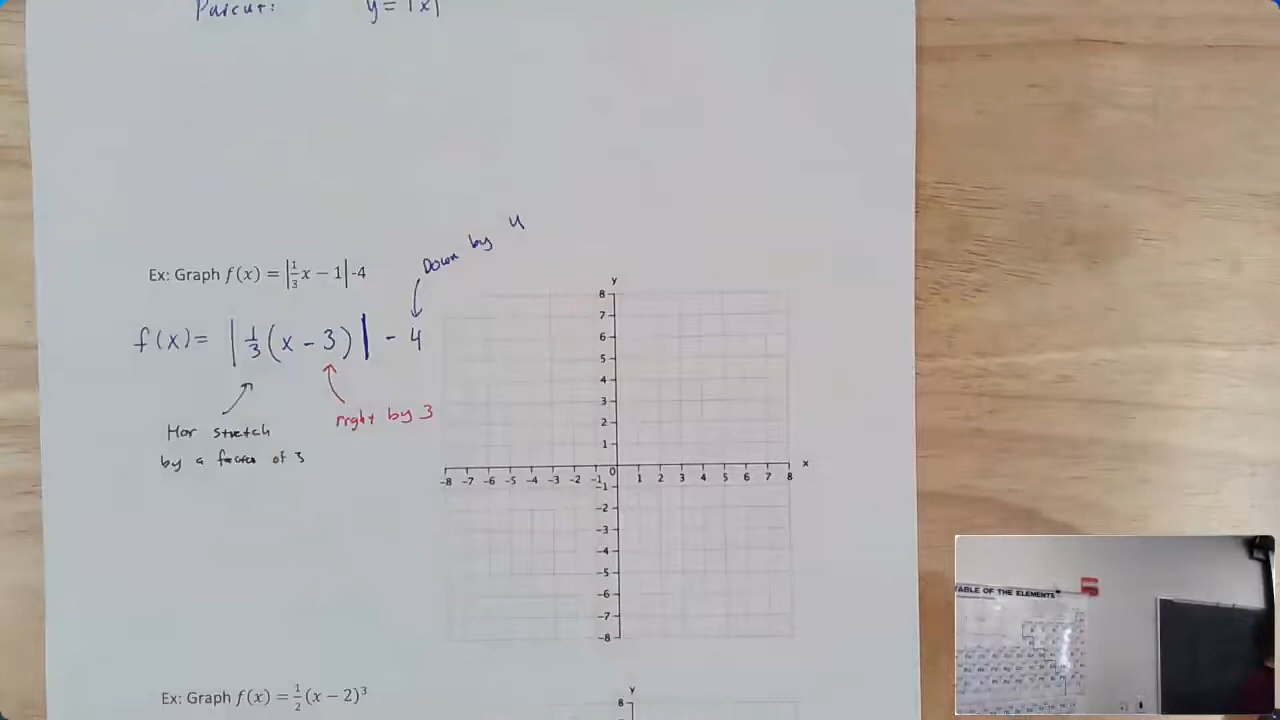 y = |x|
Down by 4
Ex: Graph f(x) = |1/3 x − 1| -4
f(x) = | 1/3 (x − 3) | − 4
right by 3
Hor stretch
by a factor of 3
y
8
7
6
5
4
3
2
1
-8 -7 -6 -5 -4 -3 -2 -1 0 1 2 3 4 5 6 7 8 x
-1
-2
-3
-4
-5
-6
-7
-8
TABLE OF THE ELEMENTS
Ex: Graph f(x) = 1/2 (x − 2)³
y
8